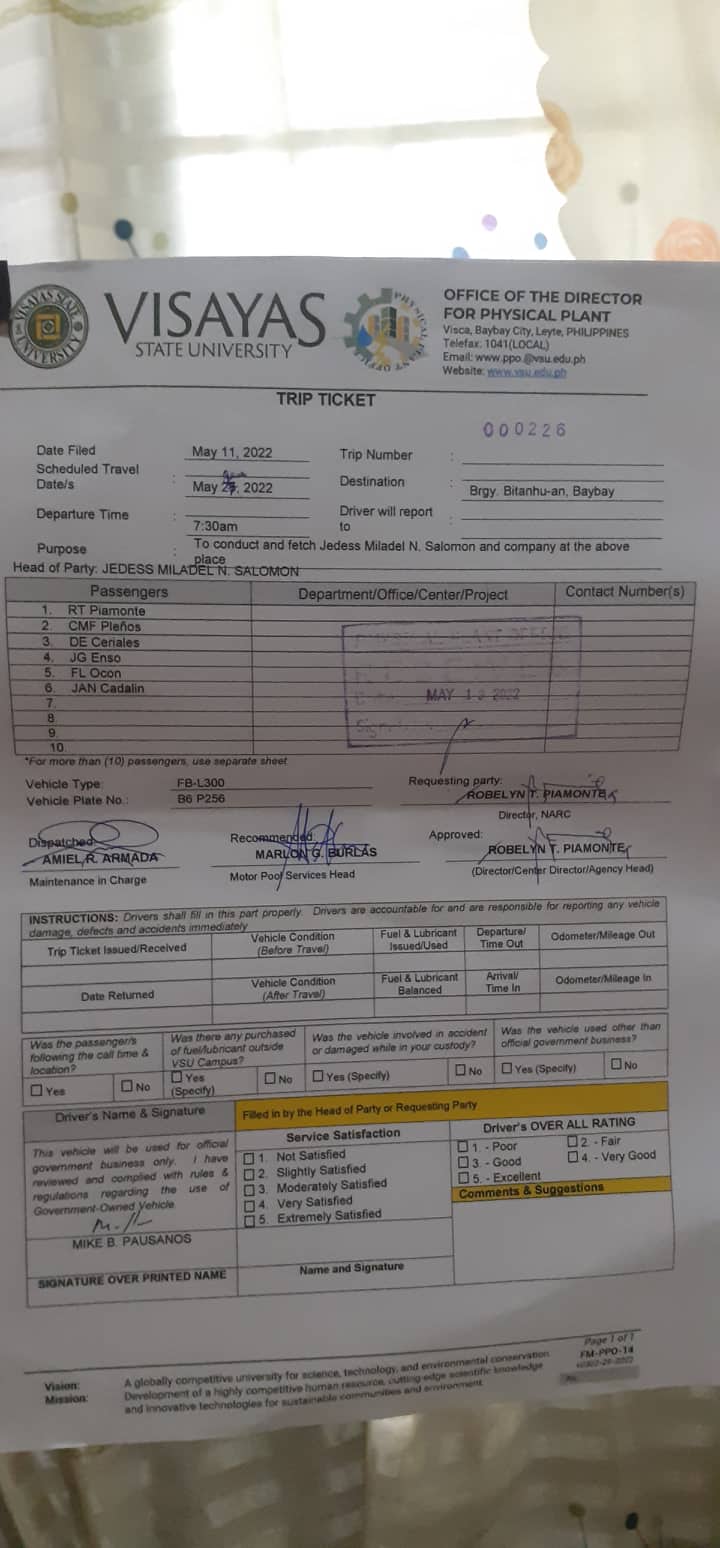 VISAYAS
STATE UNIVERSITY
OFFICE OF THE DIRECTOR
FOR PHYSICAL PLANT
Visca, Baybay City, Leyte, PHILIPPINES
Telefax: 1041(LOCAL)
Email: www.ppo.@vsu.edu.ph
Website: www.vsu.edu.ph
TRIP TICKET
000226
Date Filed May 11, 2022 Trip Number :
Scheduled Travel Date/s : May , 2022 Destination : Brgy. Bitanhu-an, Baybay
Departure Time : 7:30am Driver will report to :
Purpose : To conduct and fetch Jedess Miladel N. Salomon and company at the above place
Head of Party: JEDESS MILADEL N. SALOMON
Passengers Department/Office/Center/Project Contact Number(s)
1. RT Piamonte
2. CMF Pleños
3. DE Ceriales
4. JG Enso
5. FL Ocon
6. JAN Cadalin
7.
8.
9.
10.
PHYSICAL PLANT OFFICE
RECEIVED
MAY 13 2022
*For more than (10) passengers, use separate sheet
Vehicle Type: FB-L300 Requesting party:
Vehicle Plate No.: B6 P256 ROBELYN T. PIAMONTE
Director, NARC
Dispatched: Recommended: Approved:
AMIEL R. ARMADA MARLON G. BURLAS ROBELYN T. PIAMONTE
Maintenance in Charge Motor Pool Services Head (Director/Center Director/Agency Head)
INSTRUCTIONS: Drivers shall fill in this part properly. Drivers are accountable for and are responsible for reporting any vehicle
damage, defects and accidents immediately
Trip Ticket Issued/Received Vehicle Condition (Before Travel) Fuel & Lubricant Issued/Used Departure/ Time Out Odometer/Mileage Out
Date Returned Vehicle Condition (After Travel) Fuel & Lubricant Balanced Arrival/ Time In Odometer/Mileage In
Was the passenger/s following the call time & location? Was there any purchased of fuel/lubricant outside VSU Campus? Was the vehicle involved in accident or damaged while in your custody? Was the vehicle used other than official government business?
Yes No Yes (Specify) No Yes (Specify) No Yes (Specify) No
Driver's Name & Signature Filled in by the Head of Party or Requesting Party
This vehicle will be used for official
government business only. I have
reviewed and complied with rules &
regulations regarding the use of
Government-Owned Vehicle.
MIKE B. PAUSANOS
SIGNATURE OVER PRINTED NAME
Service Satisfaction
1. Not Satisfied
2. Slightly Satisfied
3. Moderately Satisfied
4. Very Satisfied
5. Extremely Satisfied
Name and Signature
Driver's OVER ALL RATING
1. - Poor 2. - Fair
3. - Good 4. - Very Good
5. - Excellent
Comments & Suggestions
Page 1 of 1
FM-PPO-14
Vision: A globally competitive university for science, technology, and environmental conservation
Mission: Development of a highly competitive human resource, cutting-edge scientific knowledge
and innovative technologies for sustainable communities and environment.